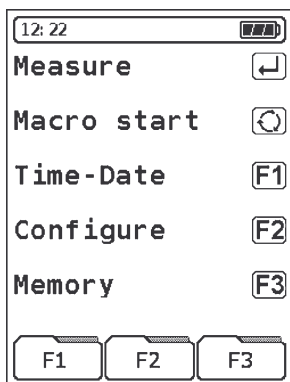 12: 22
Measure
Macro start
Time-Date F1
Configure F2
Memory F3
F1 F2 F3